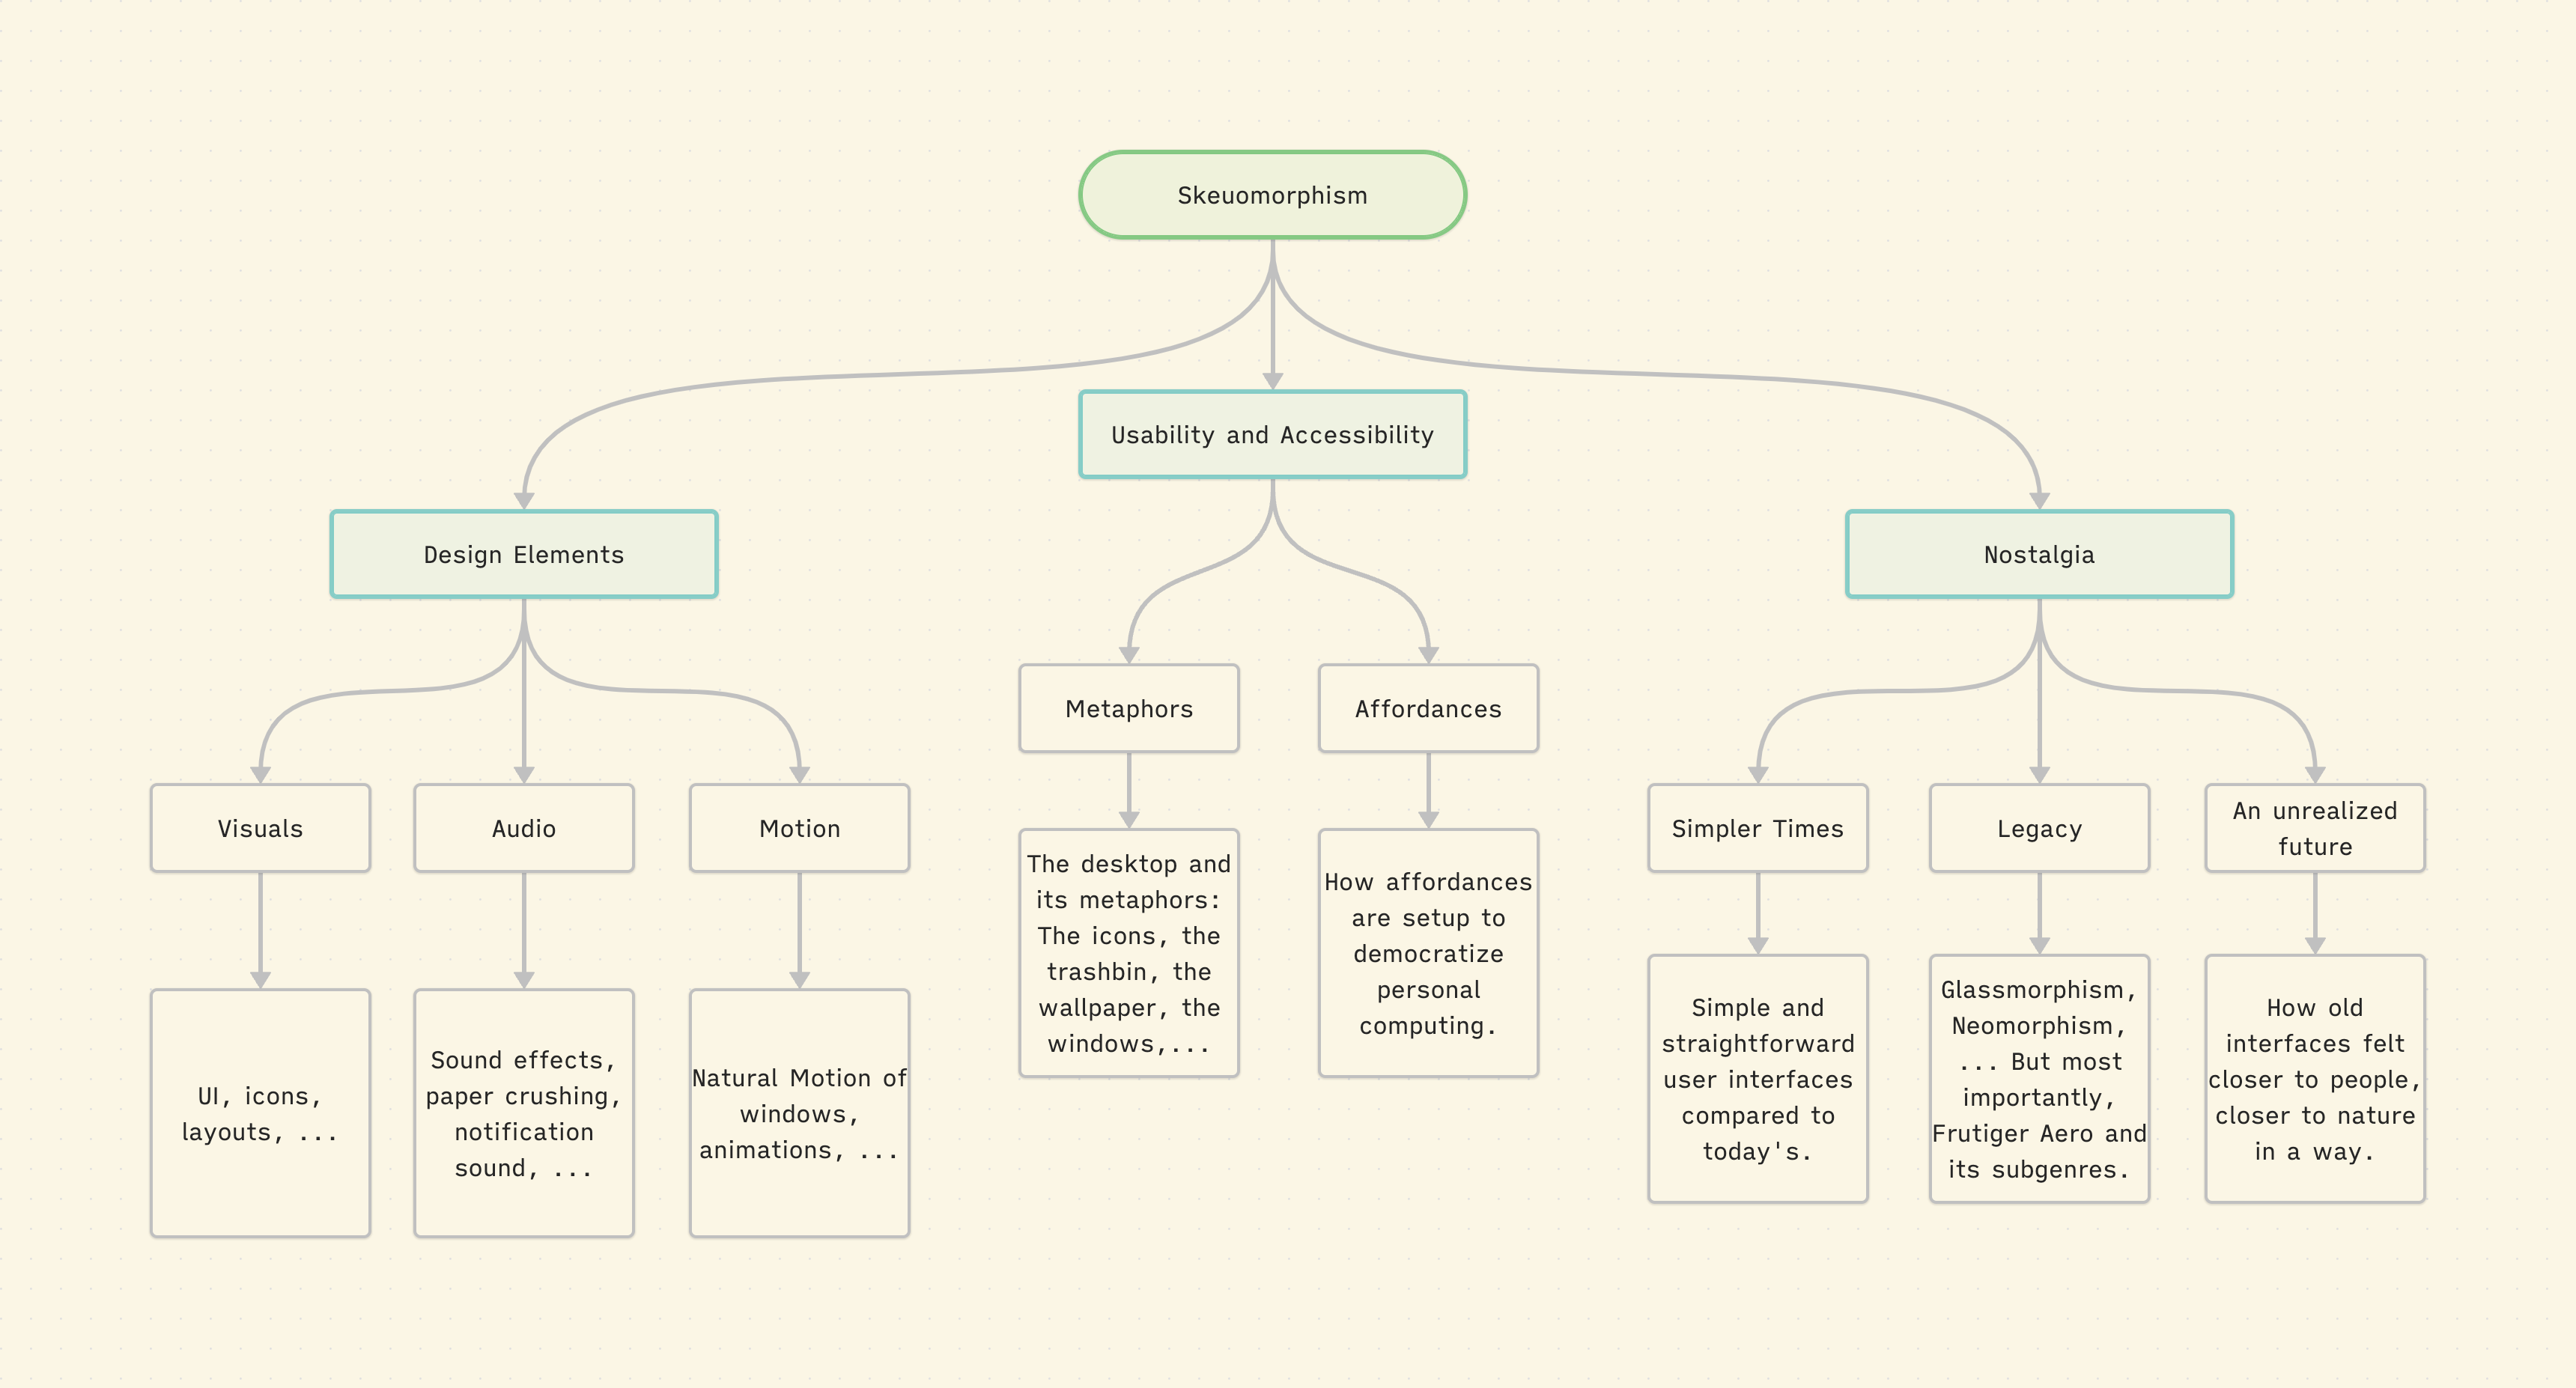 Skeuomorphism
Usability and Accessibility
Design Elements
Nostalgia
Metaphors
Affordances
Visuals
Audio
Motion
Simpler Times
Legacy
An unrealized
future
The desktop and
its metaphors:
The icons, the
trashbin, the
wallpaper, the
windows,...
How affordances
are setup to
democratize
personal
computing.
UI, icons,
layouts, ...
Sound effects,
paper crushing,
notification
sound, ...
Natural Motion of
windows,
animations, ...
Simple and
straightforward
user interfaces
compared to
today's.
Glassmorphism,
Neomorphism,
... But most
importantly,
Frutiger Aero and
its subgenres.
How old
interfaces felt
closer to people,
closer to nature
in a way.